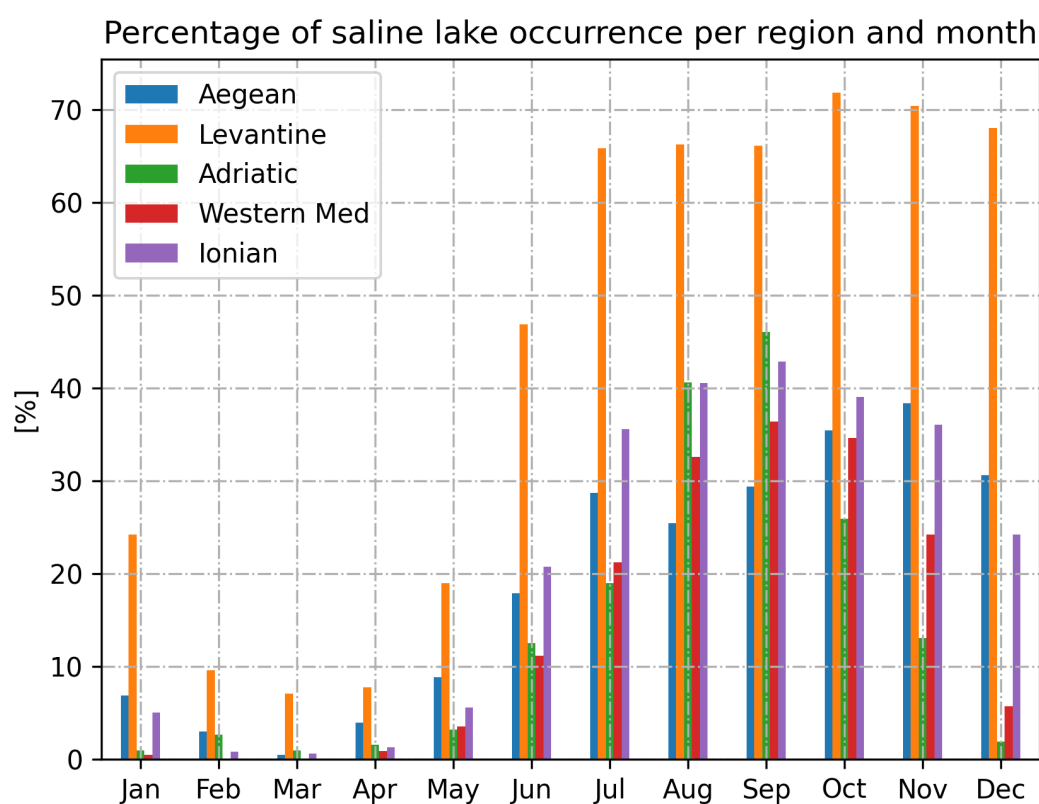 Percentage of saline lake occurrence per region and month
Aegean
Levantine
Adriatic
Western Med
Ionian
[%]
70
60
50
40
30
20
10
0
Jan Feb Mar Apr May Jun Jul Aug Sep Oct Nov Dec